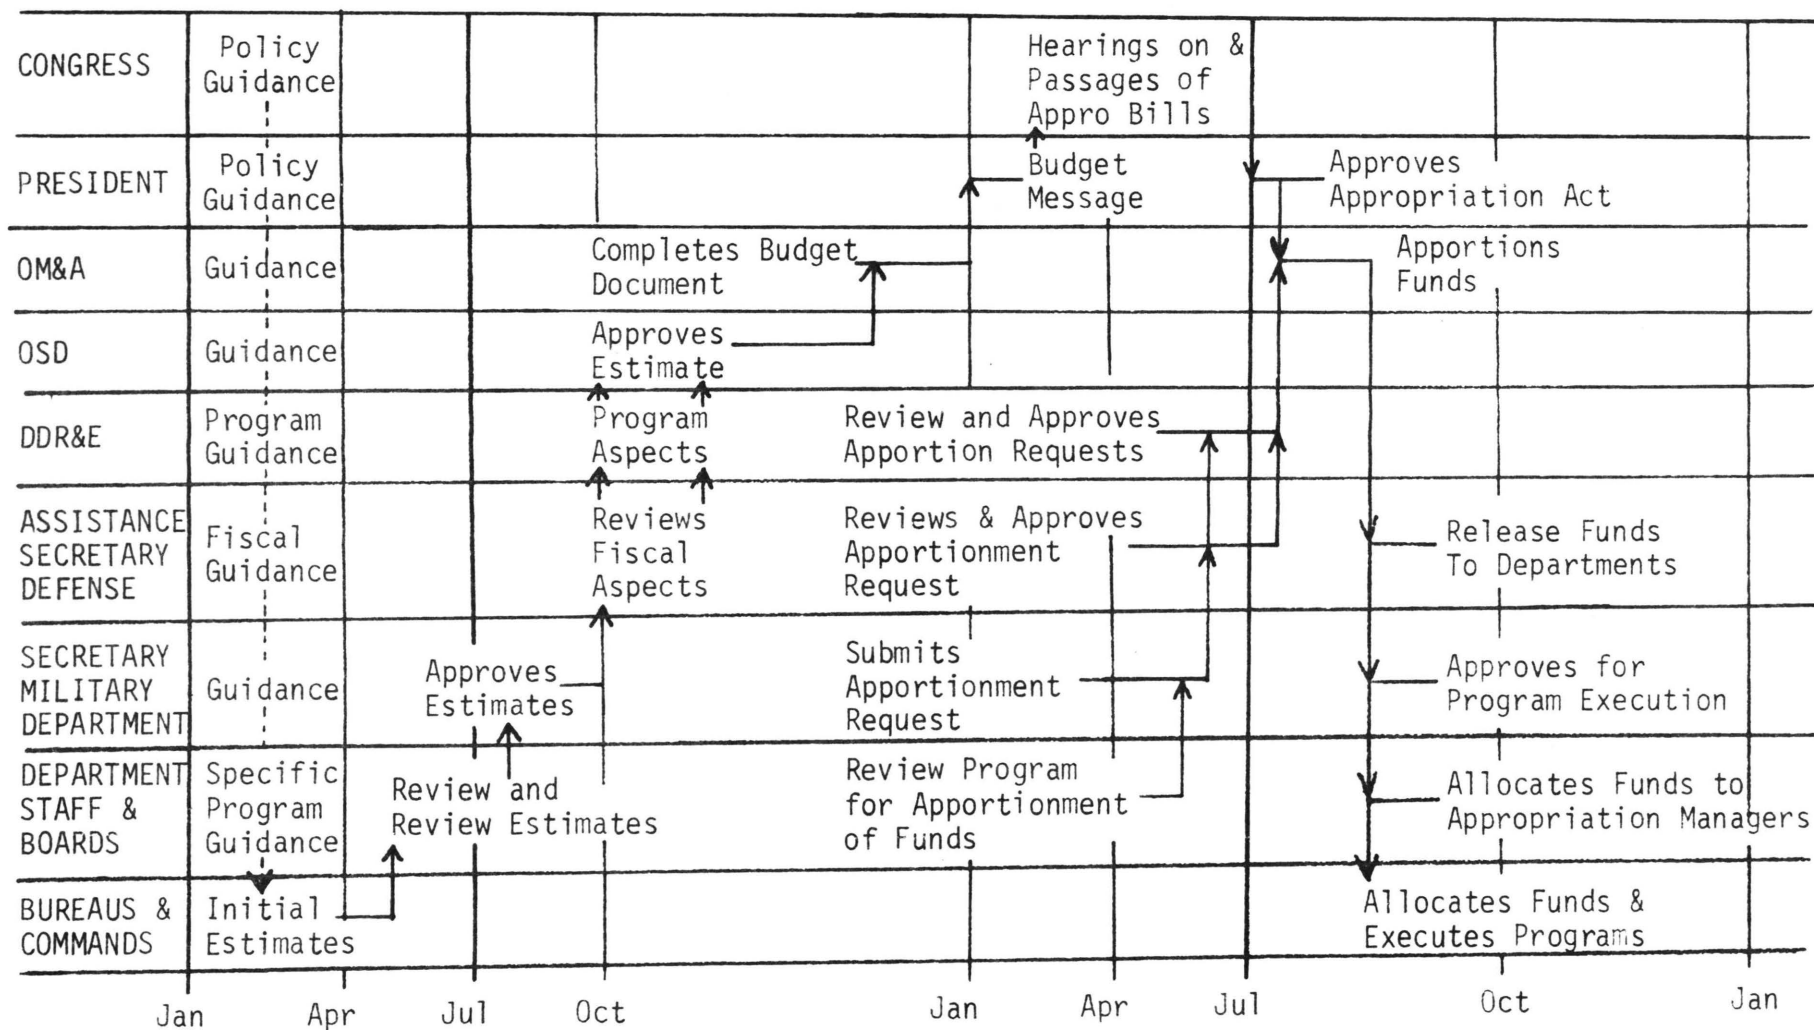 CONGRESS
Policy
Guidance
Hearings on &
Passages of
Appro Bills
PRESIDENT
Policy
Guidance
Budget
Message
Approves
Appropriation Act
OM&A
Guidance
Completes Budget
Document
Apportions
Funds
OSD
Guidance
Approves
Estimate
DDR&E
Program
Guidance
Program
Aspects
Review and Approves
Apportion Requests
ASSISTANCE
SECRETARY
DEFENSE
Fiscal
Guidance
Reviews
Fiscal
Aspects
Reviews & Approves
Apportionment
Request
Release Funds
To Departments
SECRETARY
MILITARY
DEPARTMENT
Guidance
Approves
Estimates
Submits
Apportionment
Request
Approves for
Program Execution
DEPARTMENT
STAFF &
BOARDS
Specific
Program
Guidance
Review and
Review Estimates
Review Program
for Apportionment
of Funds
Allocates Funds to
Appropriation Managers
BUREAUS &
COMMANDS
Initial
Estimates
Allocates Funds &
Executes Programs
Jan Apr Jul Oct Jan Apr Jul Oct Jan